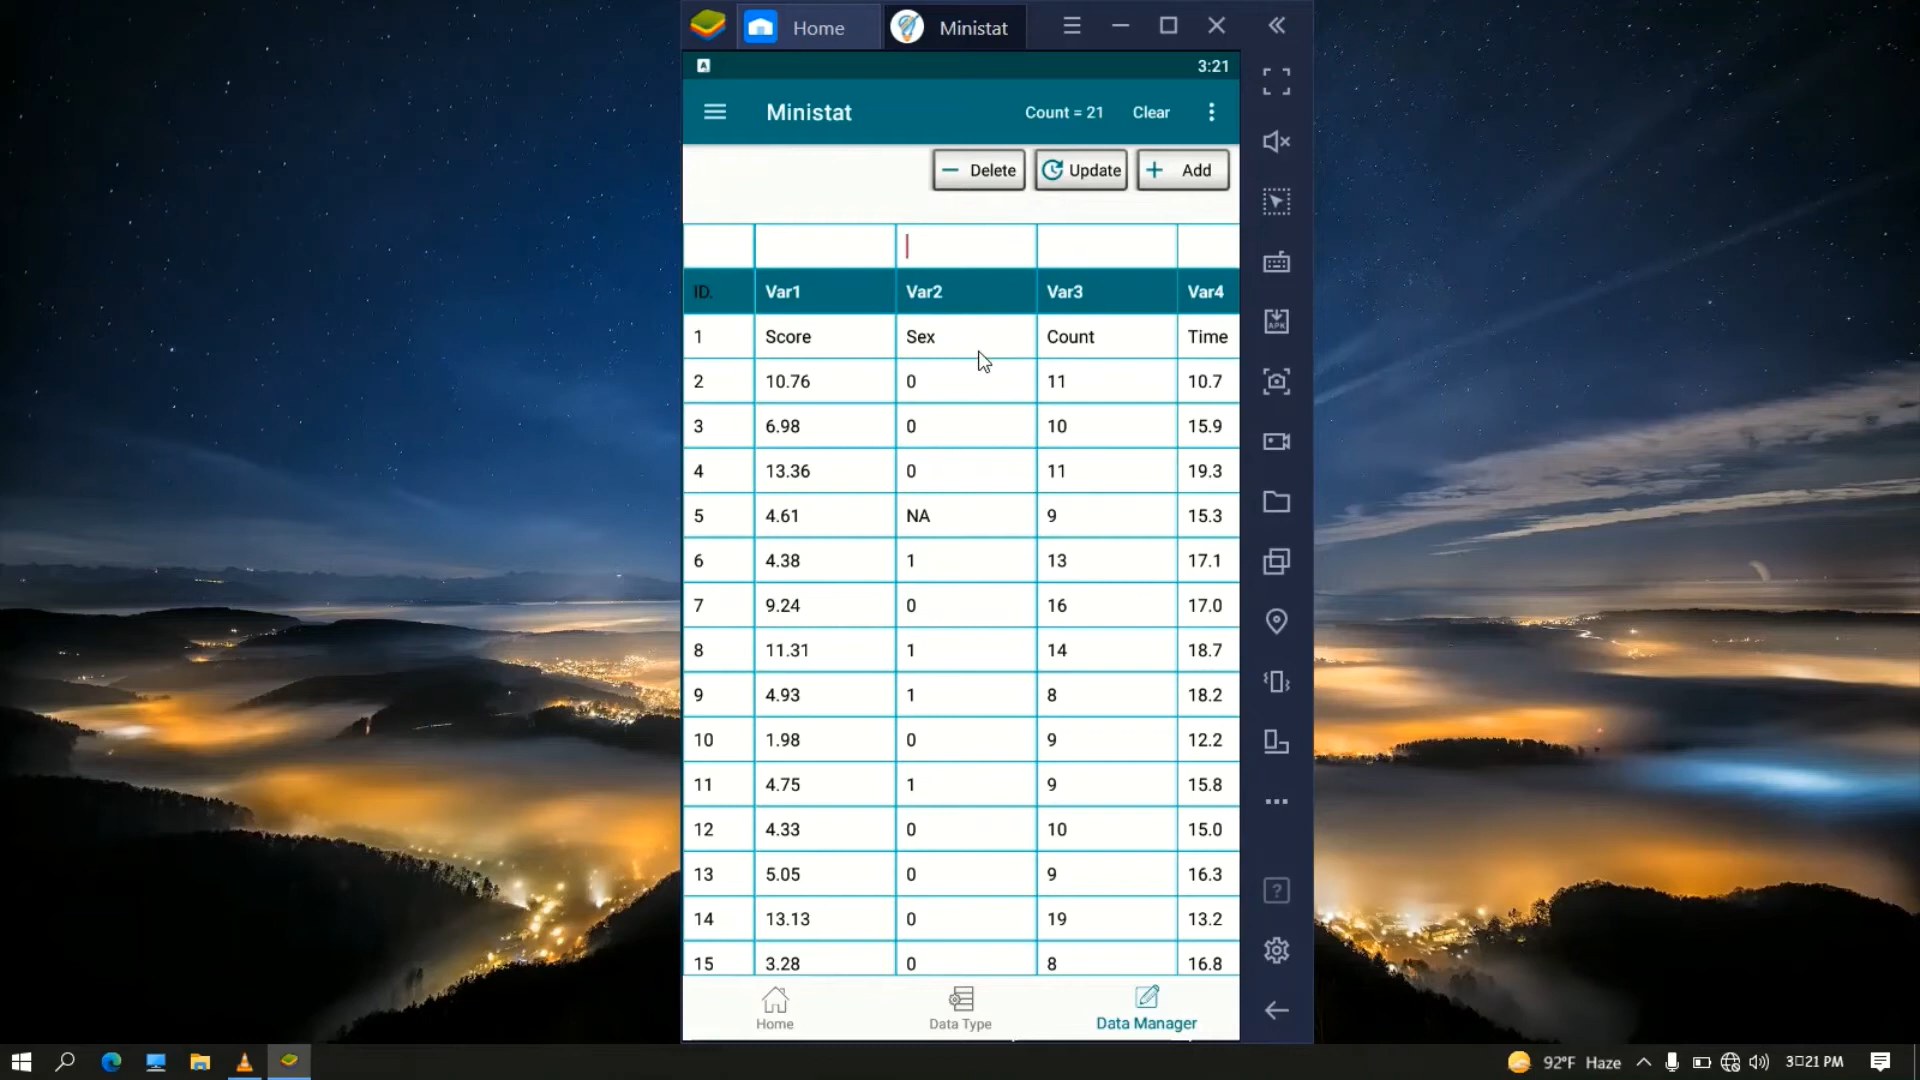 Home Ministat
3:21
Ministat Count = 21 Clear
Delete Update Add
ID. Var1 Var2 Var3 Var4
1 Score Sex Count Time
2 10.76 0 11 10.7
3 6.98 0 10 15.9
4 13.36 0 11 19.3
5 4.61 NA 9 15.3
6 4.38 1 13 17.1
7 9.24 0 16 17.0
8 11.31 1 14 18.7
9 4.93 1 8 18.2
10 1.98 0 9 12.2
11 4.75 1 9 15.8
12 4.33 0 10 15.0
13 5.05 0 9 16.3
14 13.13 0 19 13.2
15 3.28 0 8 16.8
Home Data Type Data Manager
92°F Haze 3□21 PM